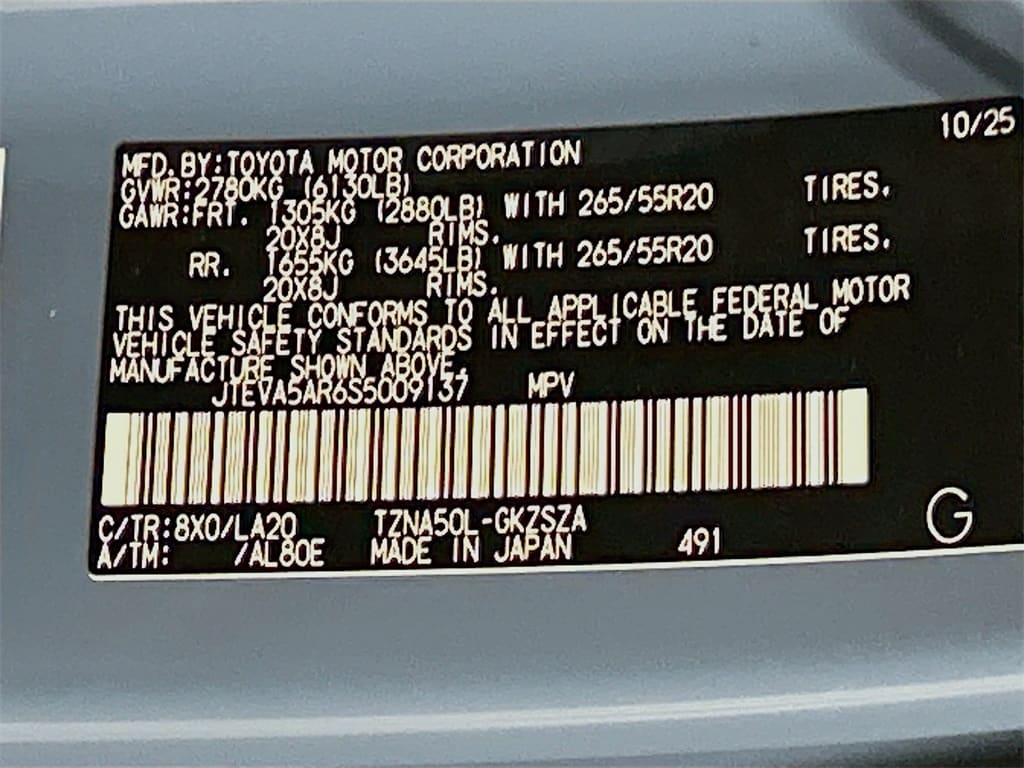 10/25
MFD.BY:TOYOTA MOTOR CORPORATION
GVWR:2780KG (6130LB)
GAWR:FRT. 1305KG (2880LB) WITH 265/55R20 TIRES,
20X8J RIMS.
RR. 1655KG (3645LB) WITH 265/55R20 TIRES,
20X8J RIMS.
THIS VEHICLE CONFORMS TO ALL APPLICABLE FEDERAL MOTOR
VEHICLE SAFETY STANDARDS IN EFFECT ON THE DATE OF
MANUFACTURE SHOWN ABOVE.
JTEVA5AR6S5009137 MPV
C/TR:8X0/LA20 TZNA50L-GKZSZA
A/TM: /AL80E MADE IN JAPAN 491
G